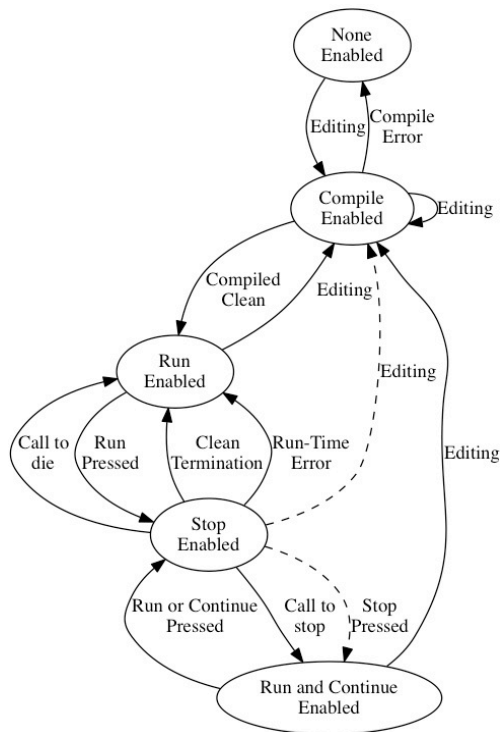 None
Enabled
Editing
Compile
Error
Compile
Enabled
Editing
Compiled
Clean
Editing
Run
Enabled
Editing
Call to
die
Run
Pressed
Clean
Termination
Run-Time
Error
Editing
Stop
Enabled
Run or Continue
Pressed
Call to
stop
Stop
Pressed
Run and Continue
Enabled